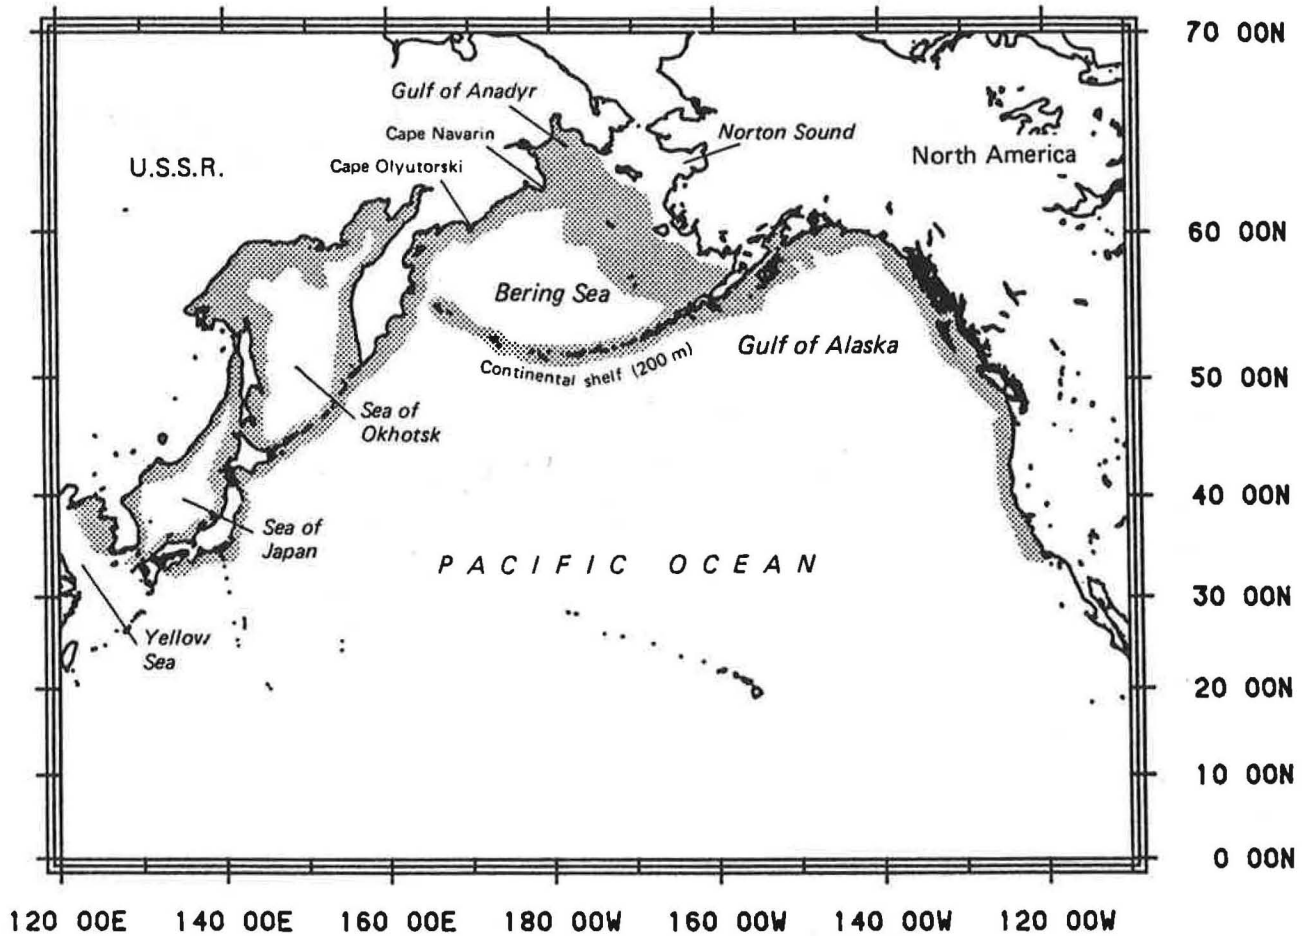 70 00N
Gulf of Anadyr
Cape Navarin
Norton Sound
U.S.S.R.
Cape Olyutorski
North America
60 00N
Bering Sea
Gulf of Alaska
Continental shelf (200 m)
50 00N
Sea of
Okhotsk
40 00N
Sea of
Japan
PACIFIC OCEAN
30 00N
Yellow
Sea
20 00N
10 00N
0 00N
120 00E 140 00E 160 00E 180 00W 160 00W 140 00W 120 00W